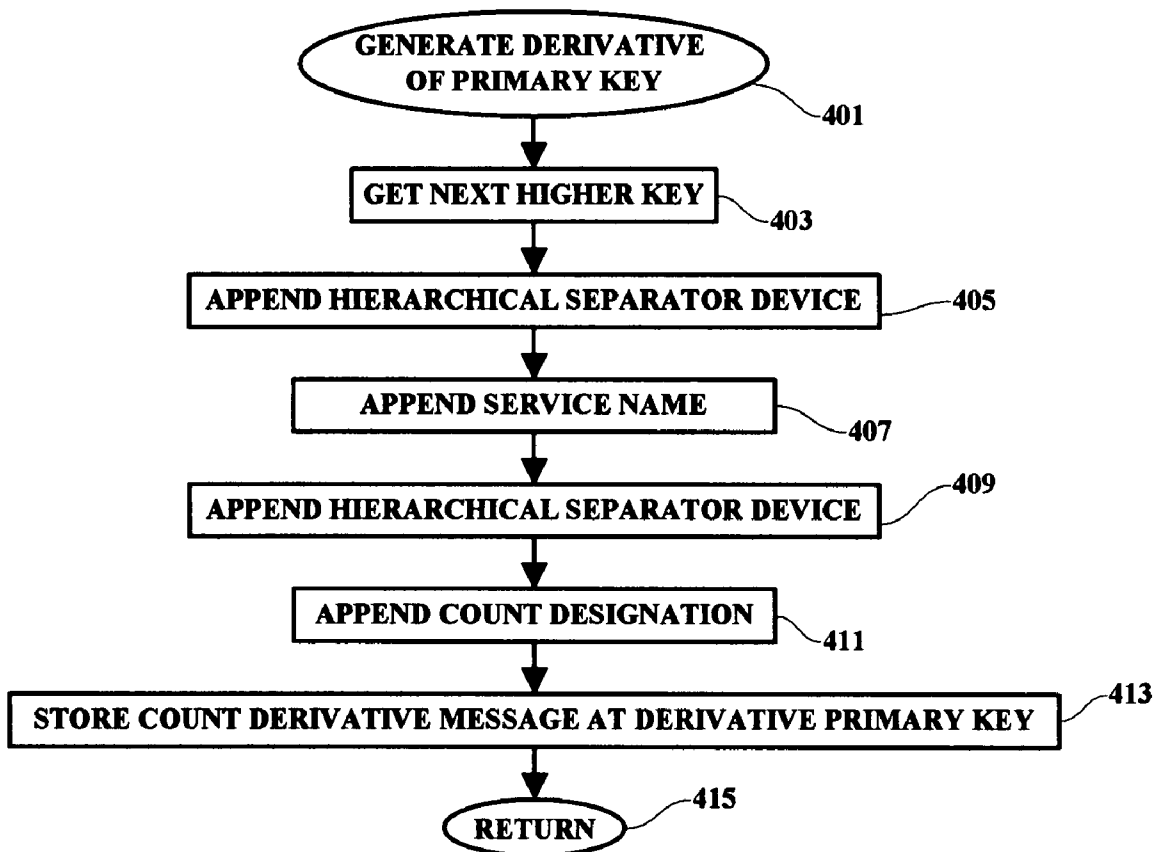 GENERATE DERIVATIVE
OF PRIMARY KEY
401
GET NEXT HIGHER KEY
403
APPEND HIERARCHICAL SEPARATOR DEVICE
405
APPEND SERVICE NAME
407
APPEND HIERARCHICAL SEPARATOR DEVICE
409
APPEND COUNT DESIGNATION
411
STORE COUNT DERIVATIVE MESSAGE AT DERIVATIVE PRIMARY KEY
413
RETURN
415